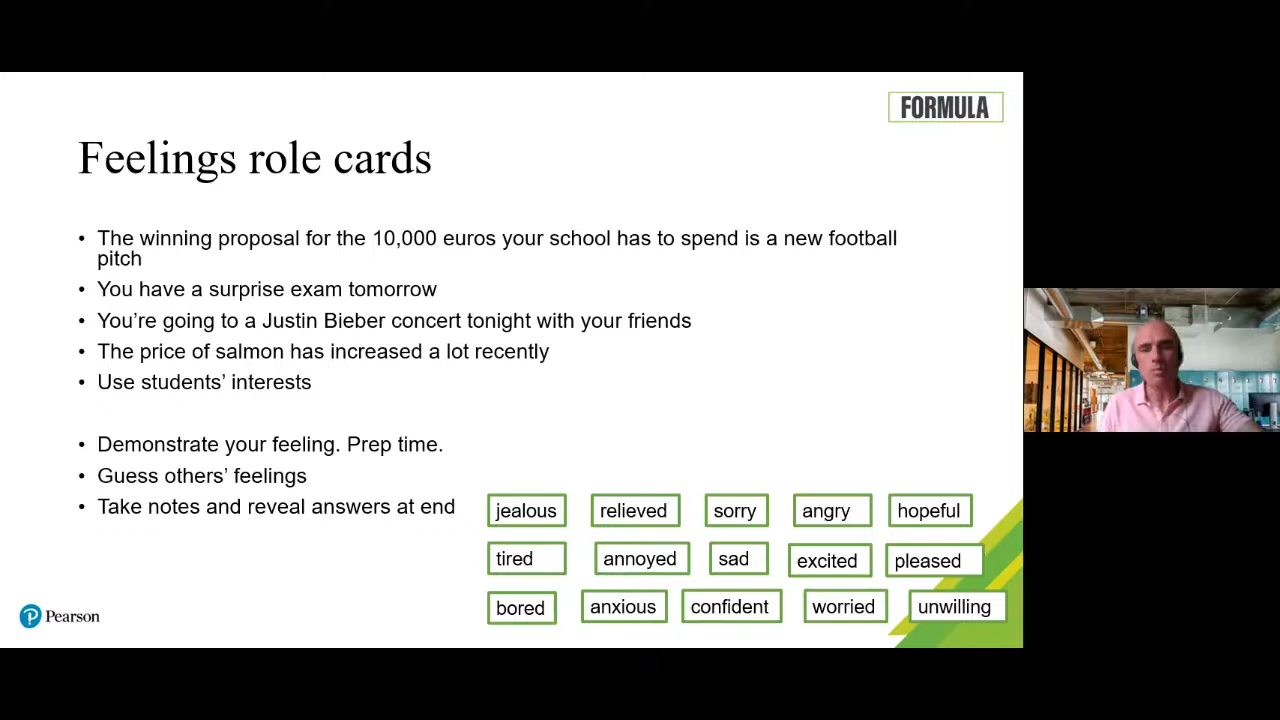 FORMULA
Feelings role cards
• The winning proposal for the 10,000 euros your school has to spend is a new football
pitch
• You have a surprise exam tomorrow
• You’re going to a Justin Bieber concert tonight with your friends
• The price of salmon has increased a lot recently
• Use students’ interests
• Demonstrate your feeling. Prep time.
• Guess others’ feelings
• Take notes and reveal answers at end
jealous relieved sorry angry hopeful
tired annoyed sad excited pleased
bored anxious confident worried unwilling
P Pearson